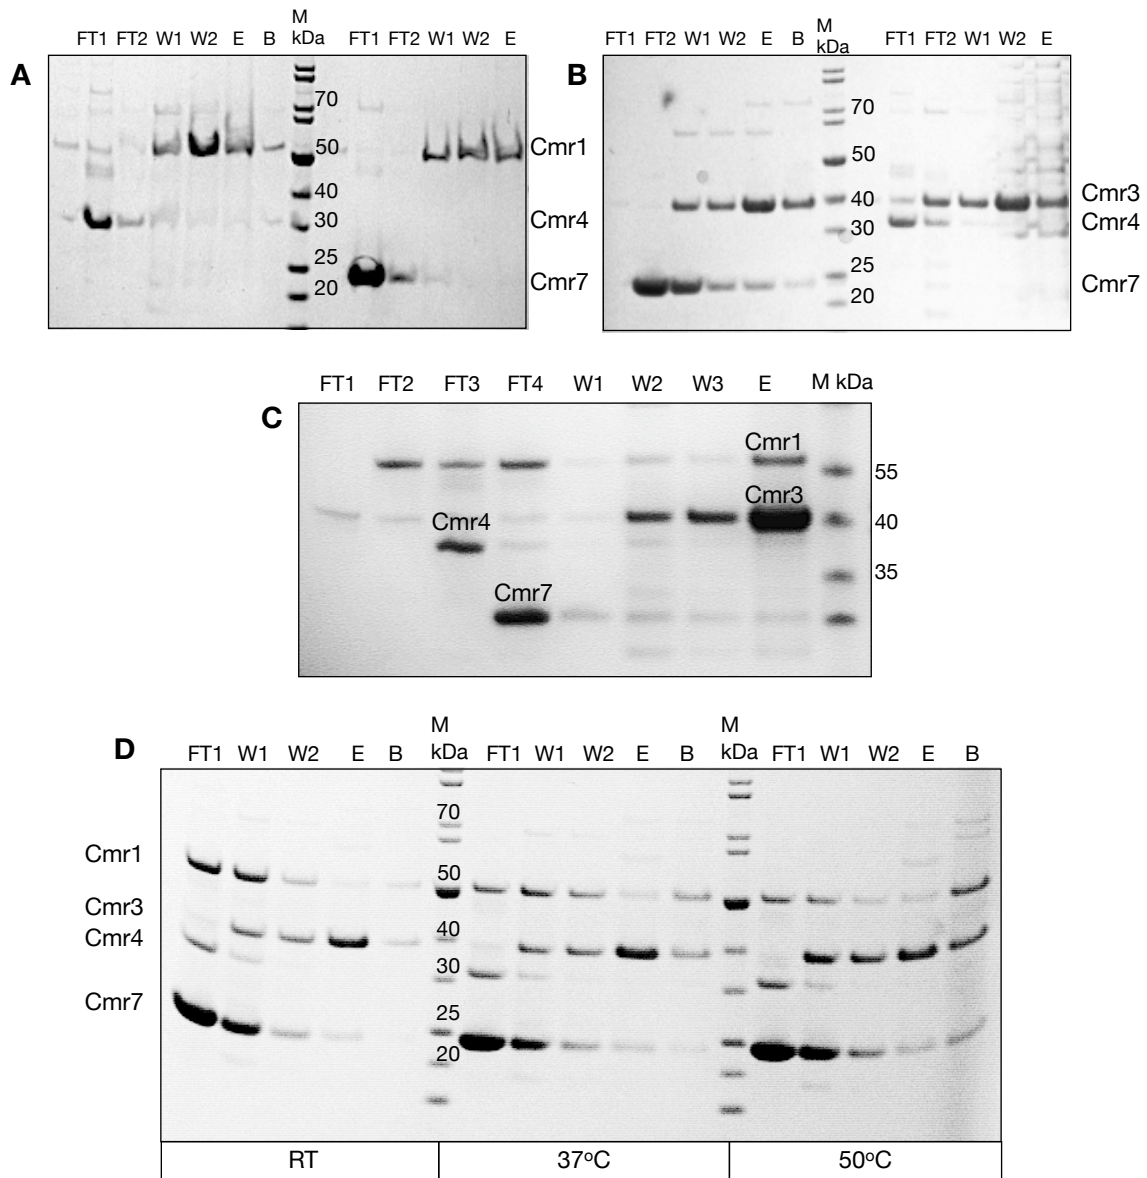 A
FT1 FT2 W1 W2 E B M kDa FT1 FT2 W1 W2 E
70
50
40
30
25
20
Cmr1
Cmr4
Cmr7
B
FT1 FT2 W1 W2 E B M kDa FT1 FT2 W1 W2 E
70
50
40
30
25
20
Cmr3
Cmr4
Cmr7
C
FT1 FT2 FT3 FT4 W1 W2 W3 E M kDa
Cmr1
Cmr3
Cmr4
Cmr7
55
40
35
D
FT1 W1 W2 E B M kDa FT1 W1 W2 E B M kDa FT1 W1 W2 E B
Cmr1
Cmr3
Cmr4
Cmr7
70
50
40
30
25
20
RT 37°C 50°C